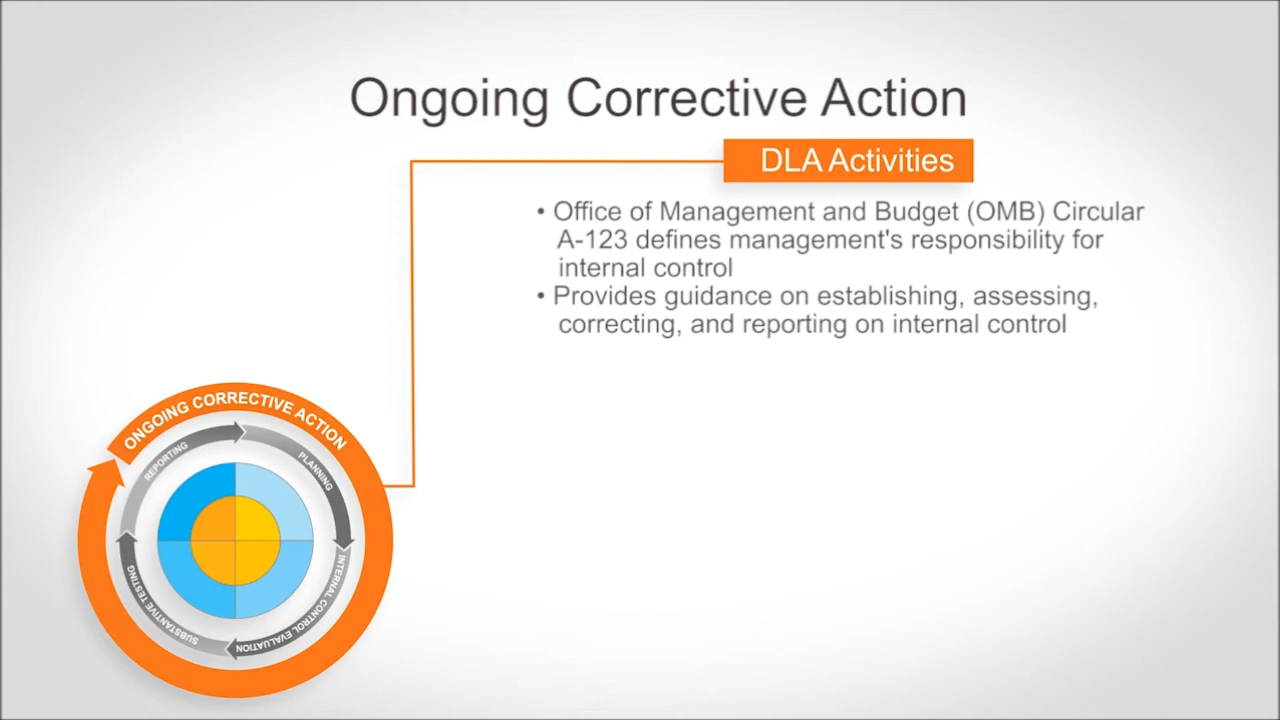 Ongoing Corrective Action
DLA Activities
• Office of Management and Budget (OMB) Circular
A-123 defines management's responsibility for
internal control
• Provides guidance on establishing, assessing,
correcting, and reporting on internal control
ONGOING CORRECTIVE ACTION
REPORTING
PLANNING
INTERNAL CONTROL EVALUATION
SUBSTANTIVE TESTING